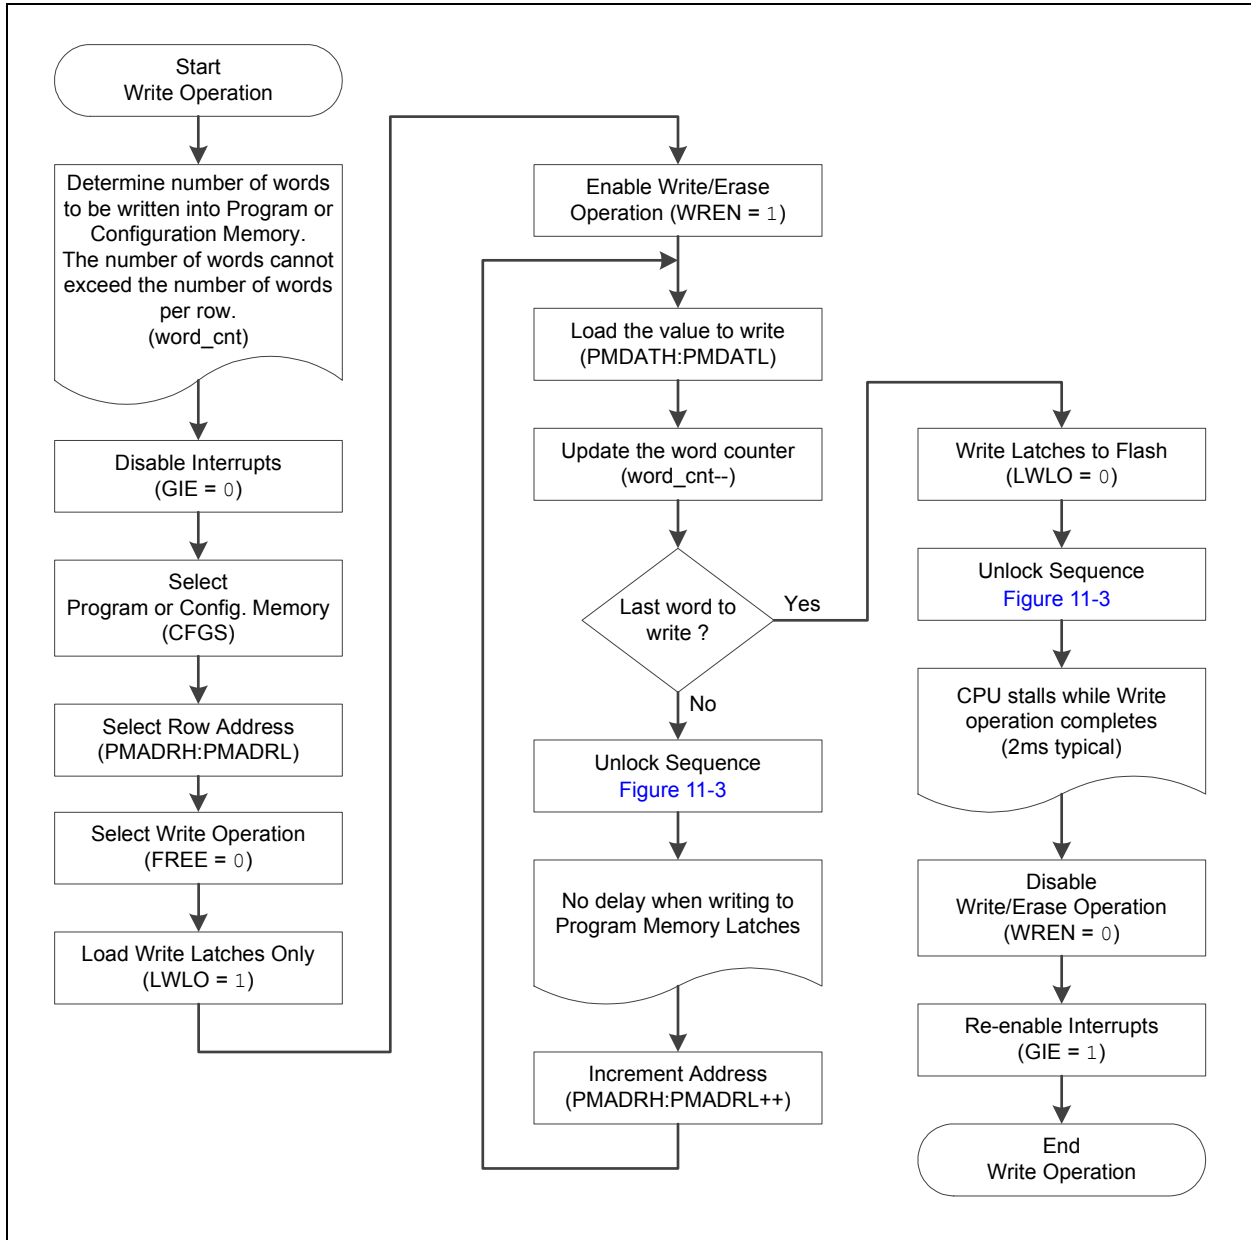 Start
Write Operation
Determine number of words
to be written into Program or
Configuration Memory.
The number of words cannot
exceed the number of words
per row.
(word_cnt)
Disable Interrupts
(GIE = 0)
Select
Program or Config. Memory
(CFGS)
Select Row Address
(PMADRH:PMADRL)
Select Write Operation
(FREE = 0)
Load Write Latches Only
(LWLO = 1)
Enable Write/Erase
Operation (WREN = 1)
Load the value to write
(PMDATH:PMDATL)
Update the word counter
(word_cnt--)
Last word to
write ?
Yes
No
Unlock Sequence
Figure 11-3
No delay when writing to
Program Memory Latches
Increment Address
(PMADRH:PMADRL++)
Write Latches to Flash
(LWLO = 0)
Unlock Sequence
Figure 11-3
CPU stalls while Write
operation completes
(2ms typical)
Disable
Write/Erase Operation
(WREN = 0)
Re-enable Interrupts
(GIE = 1)
End
Write Operation